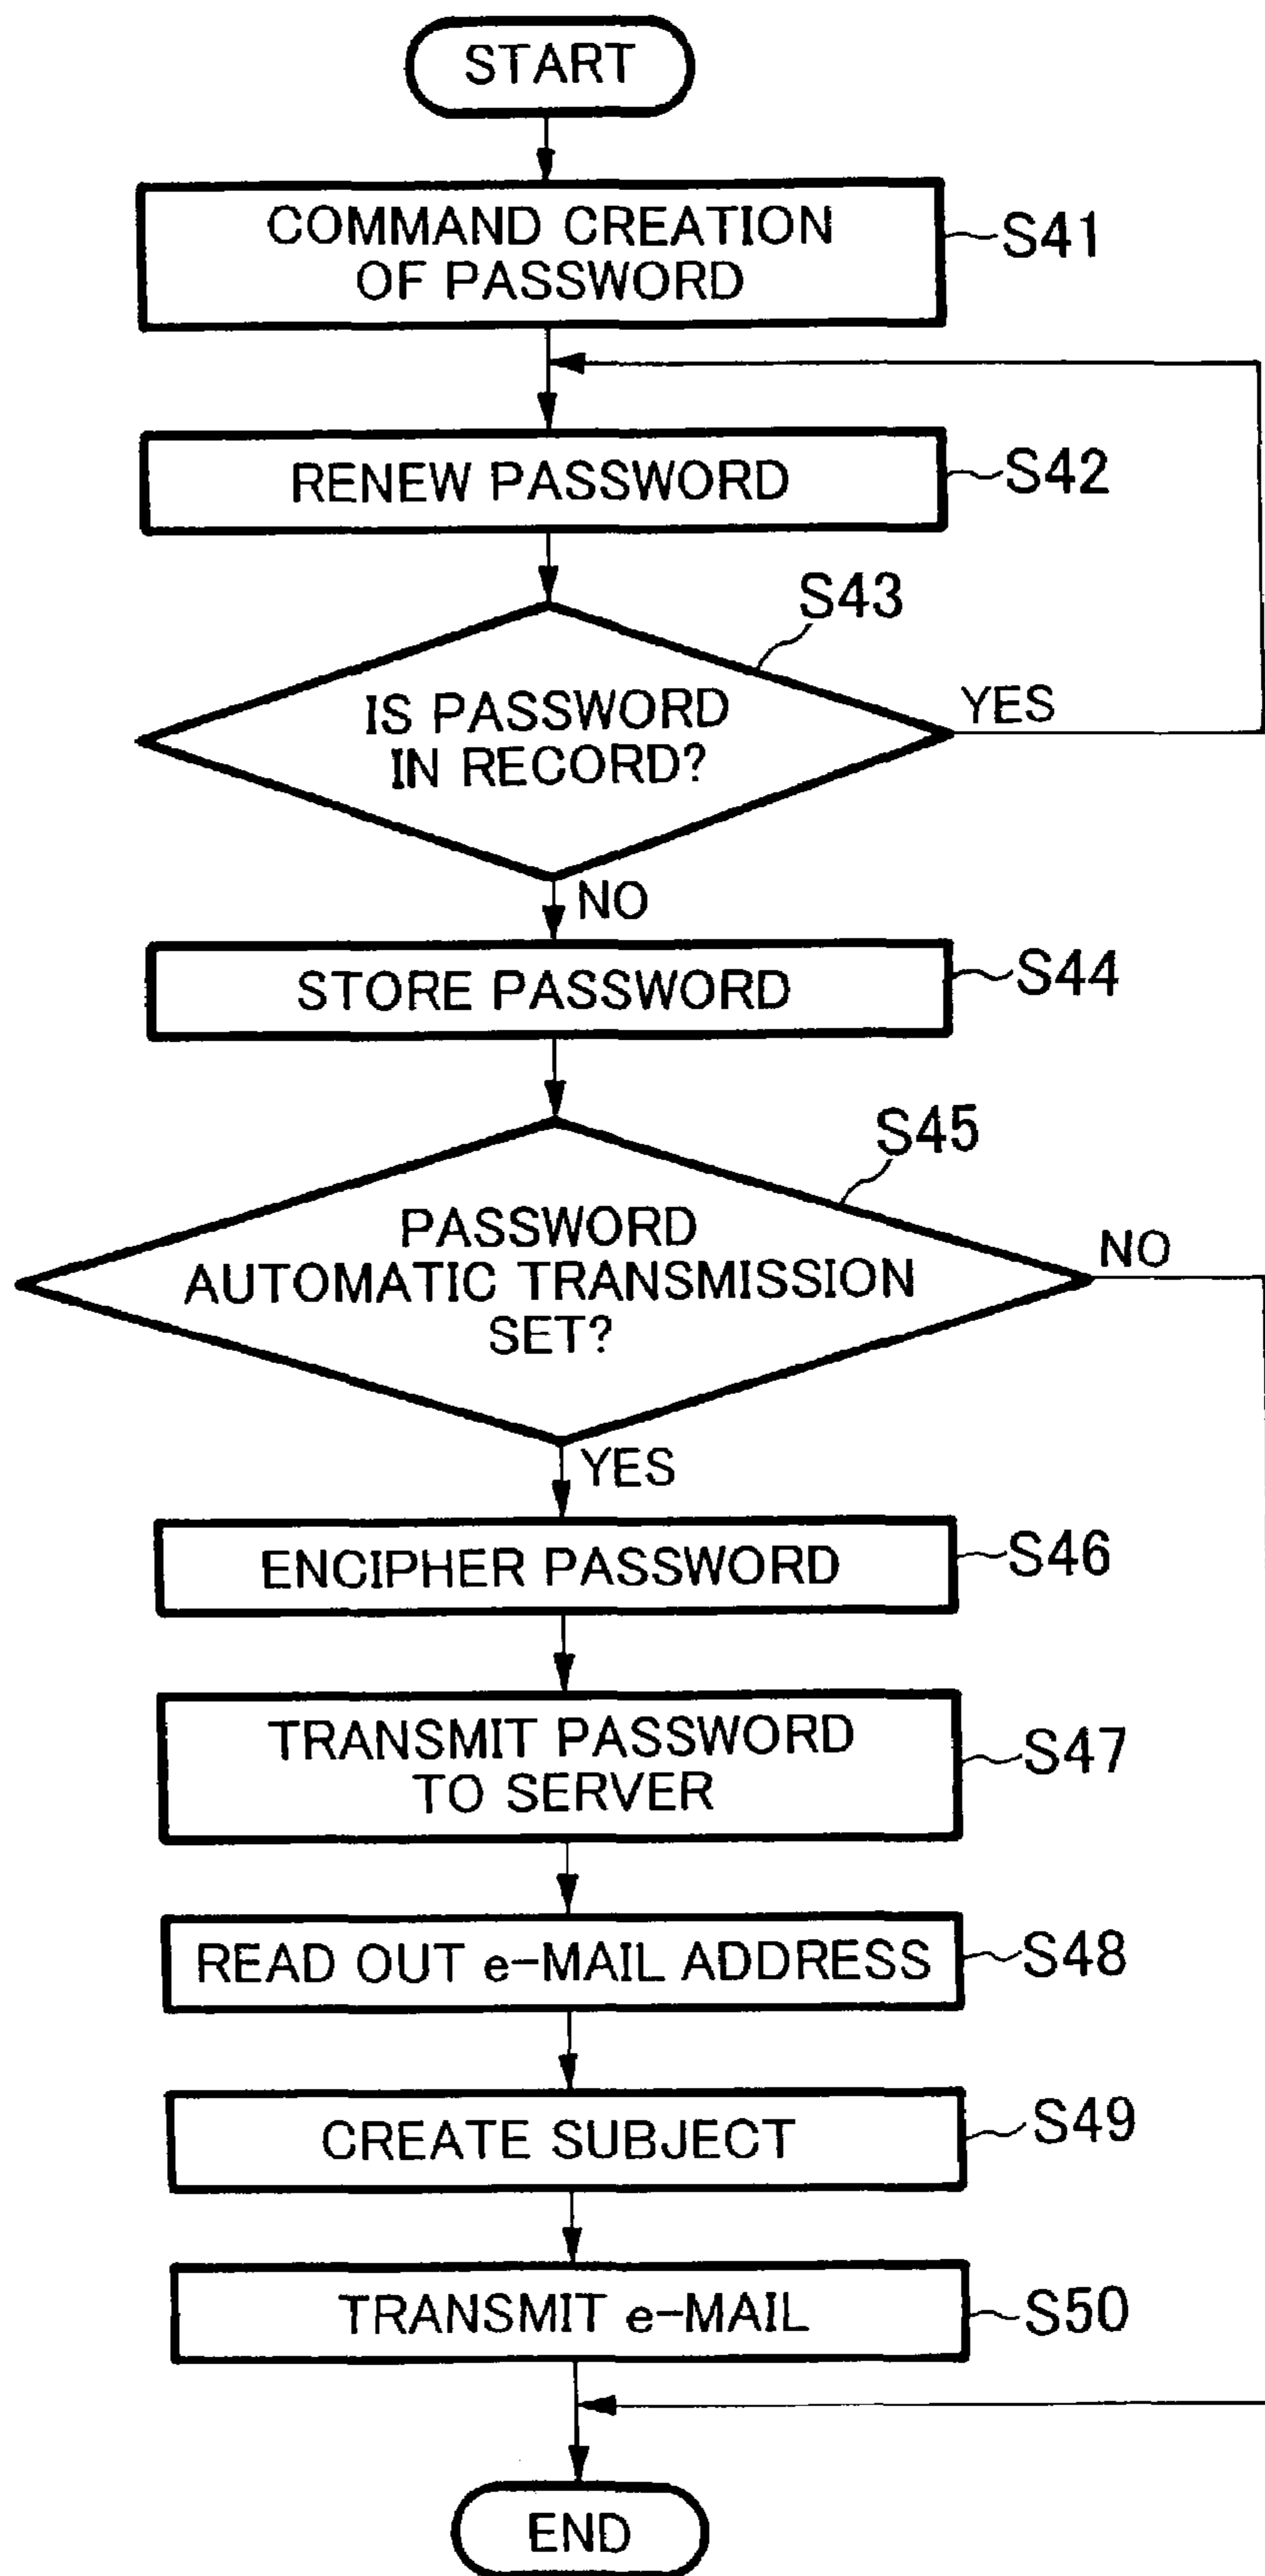 START
COMMAND CREATION
OF PASSWORD
S41
RENEW PASSWORD
S42
S43
IS PASSWORD
IN RECORD?
YES
NO
STORE PASSWORD
S44
S45
PASSWORD
AUTOMATIC TRANSMISSION
SET?
NO
YES
ENCIPHER PASSWORD
S46
TRANSMIT PASSWORD
TO SERVER
S47
READ OUT e-MAIL ADDRESS
S48
CREATE SUBJECT
S49
TRANSMIT e-MAIL
S50
END